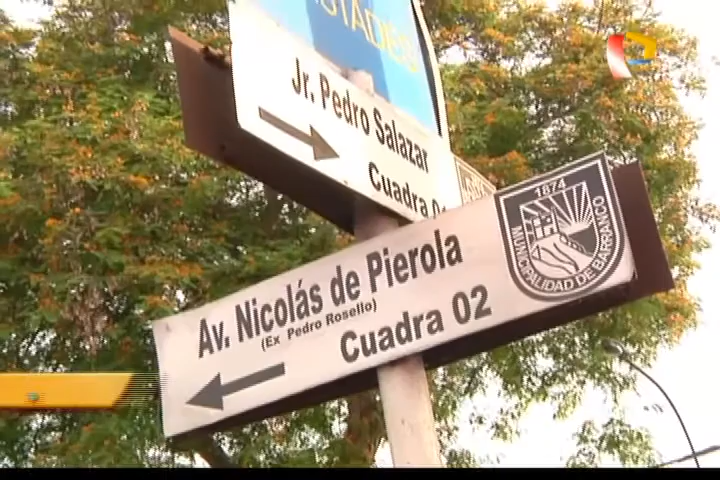 Jr. Pedro Salazar
Cuadra
Av. Nicolás de Pierola
(Ex Pedro Rosello)
Cuadra 02
1874
MUNICIPALIDAD DE BARRANCO